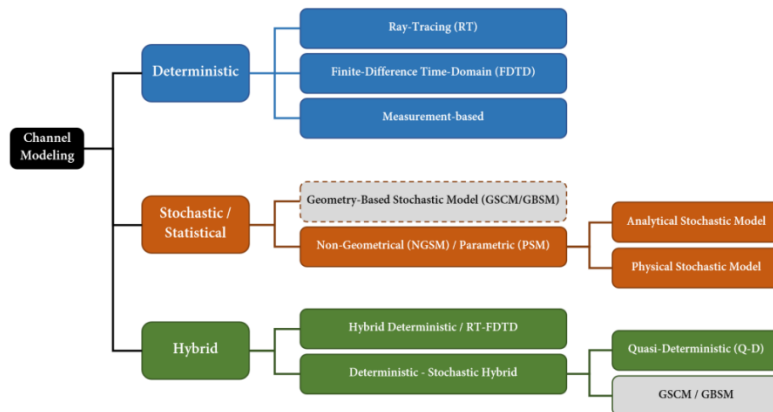 Ray-Tracing (RT)
Deterministic
Finite-Difference Time-Domain (FDTD)
Measurement-based
Channel
Modeling
Geometry-Based Stochastic Model (GSCM/GBSM)
Stochastic /
Statistical
Non-Geometrical (NGSM) / Parametric (PSM)
Analytical Stochastic Model
Physical Stochastic Model
Hybrid Deterministic / RT-FDTD
Hybrid
Deterministic - Stochastic Hybrid
Quasi-Deterministic (Q-D)
GSCM / GBSM